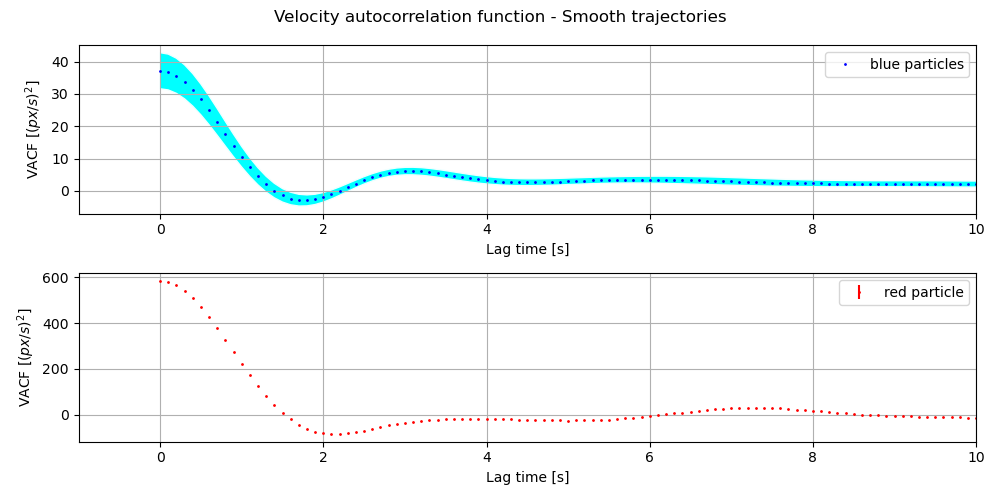 Velocity autocorrelation function - Smooth trajectories
VACF [(px/s)²]
40
30
20
10
0
blue particles
0 2 4 6 8 10
Lag time [s]
VACF [(px/s)²]
600
400
200
0
red particle
0 2 4 6 8 10
Lag time [s]